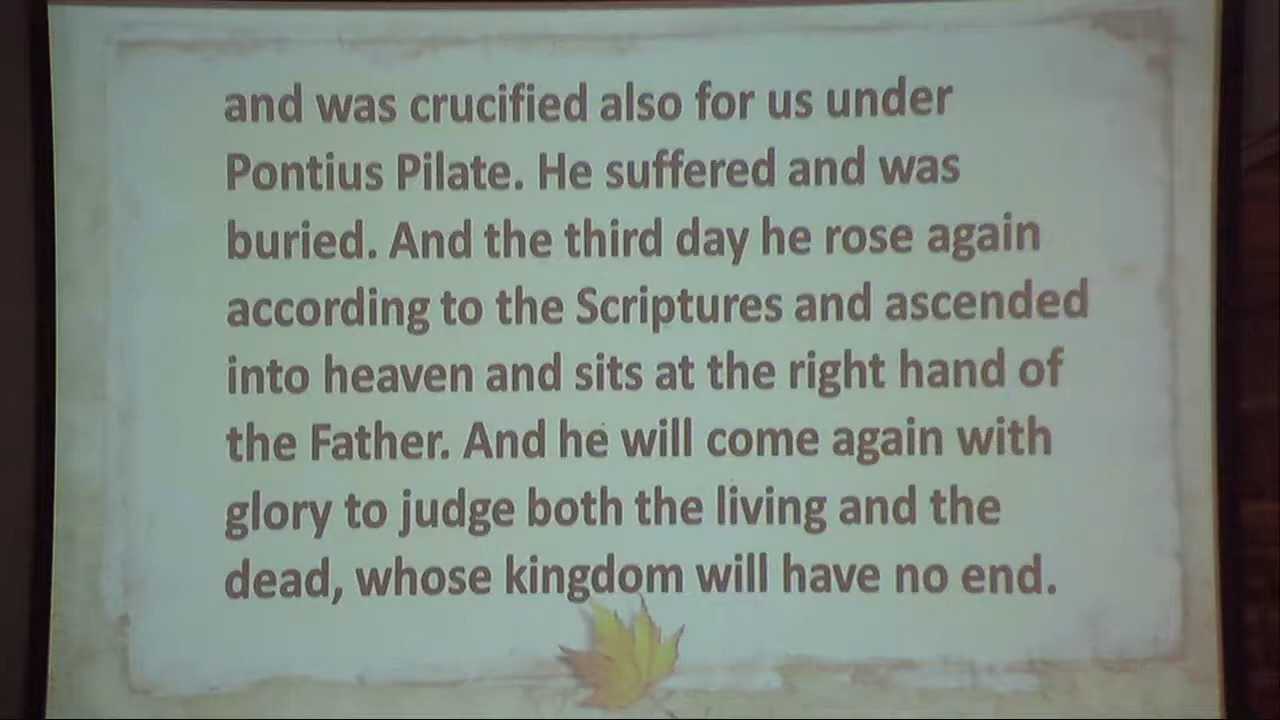 and was crucified also for us under
Pontius Pilate. He suffered and was
buried. And the third day he rose again
according to the Scriptures and ascended
into heaven and sits at the right hand of
the Father. And he will come again with
glory to judge both the living and the
dead, whose kingdom will have no end.